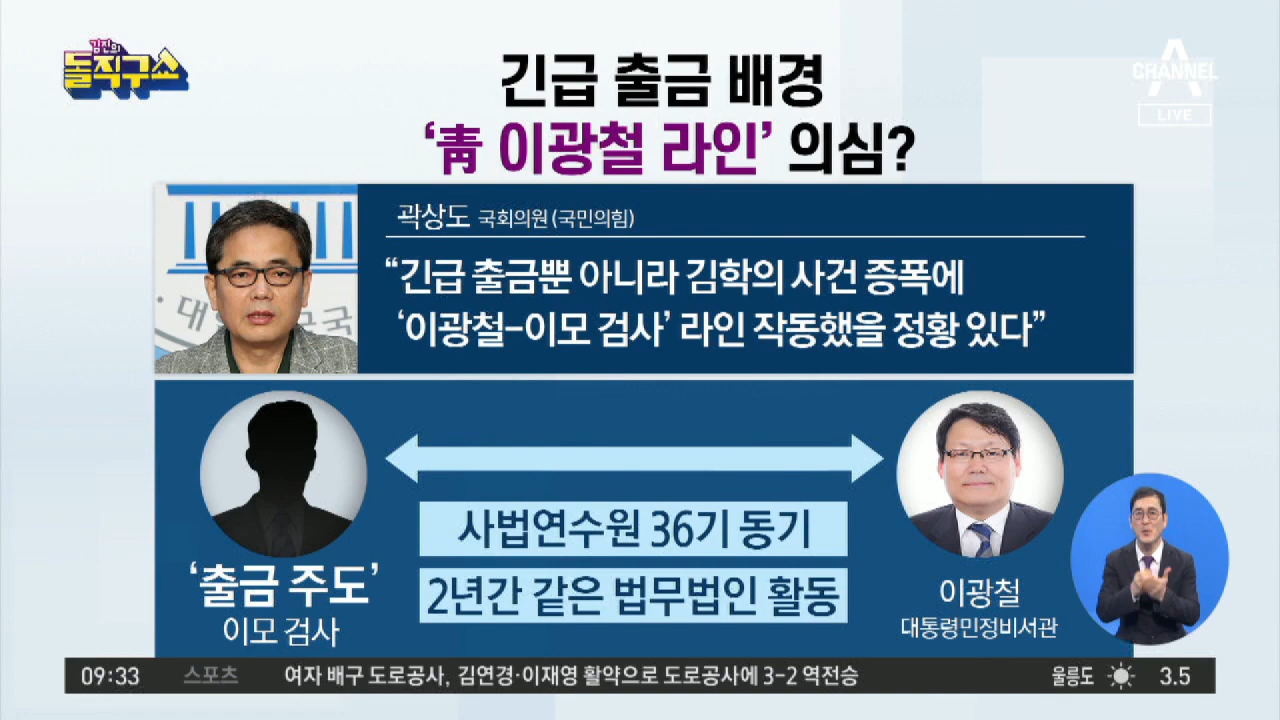 김진의
돌직구쇼
CHANNEL A
LIVE
긴급 출금 배경
‘靑 이광철 라인’ 의심?
곽상도 국회의원(국민의힘)
“긴급 출금뿐 아니라 김학의 사건 증폭에
‘이광철-이모 검사’ 라인 작동했을 정황 있다”
사법연수원 36기 동기
2년간 같은 법무법인 활동
‘출금 주도’
이모 검사
이광철
대통령민정비서관
09:33 스포츠 여자 배구 도로공사, 김연경·이재영 활약으로 도로공사에 3-2 역전승 울릉도 3.5